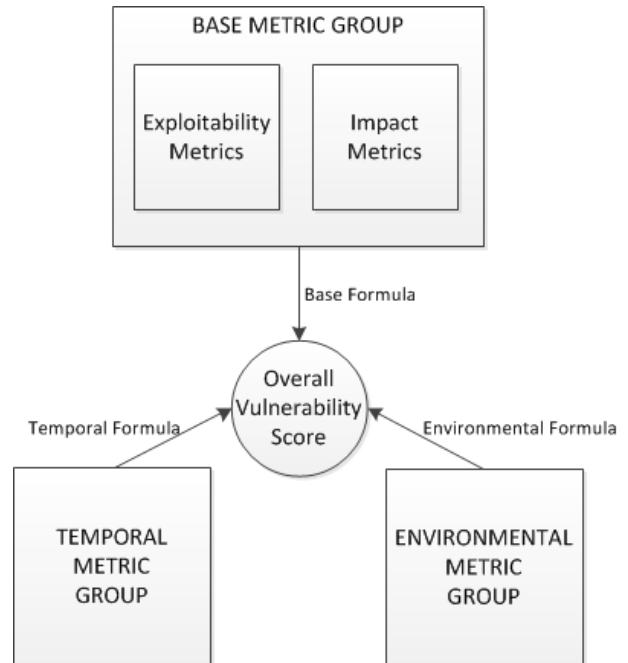 BASE METRIC GROUP
Exploitability
Metrics
Impact
Metrics
Base Formula
Overall
Vulnerability
Score
Temporal Formula
Environmental Formula
TEMPORAL
METRIC
GROUP
ENVIRONMENTAL
METRIC
GROUP